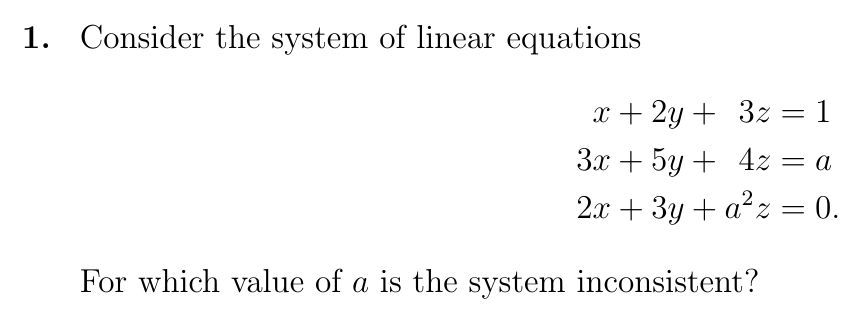 1. Consider the system of linear equations
x + 2y + 3z = 1
3x + 5y + 4z = a
2x + 3y + a²z = 0.
For which value of a is the system inconsistent?